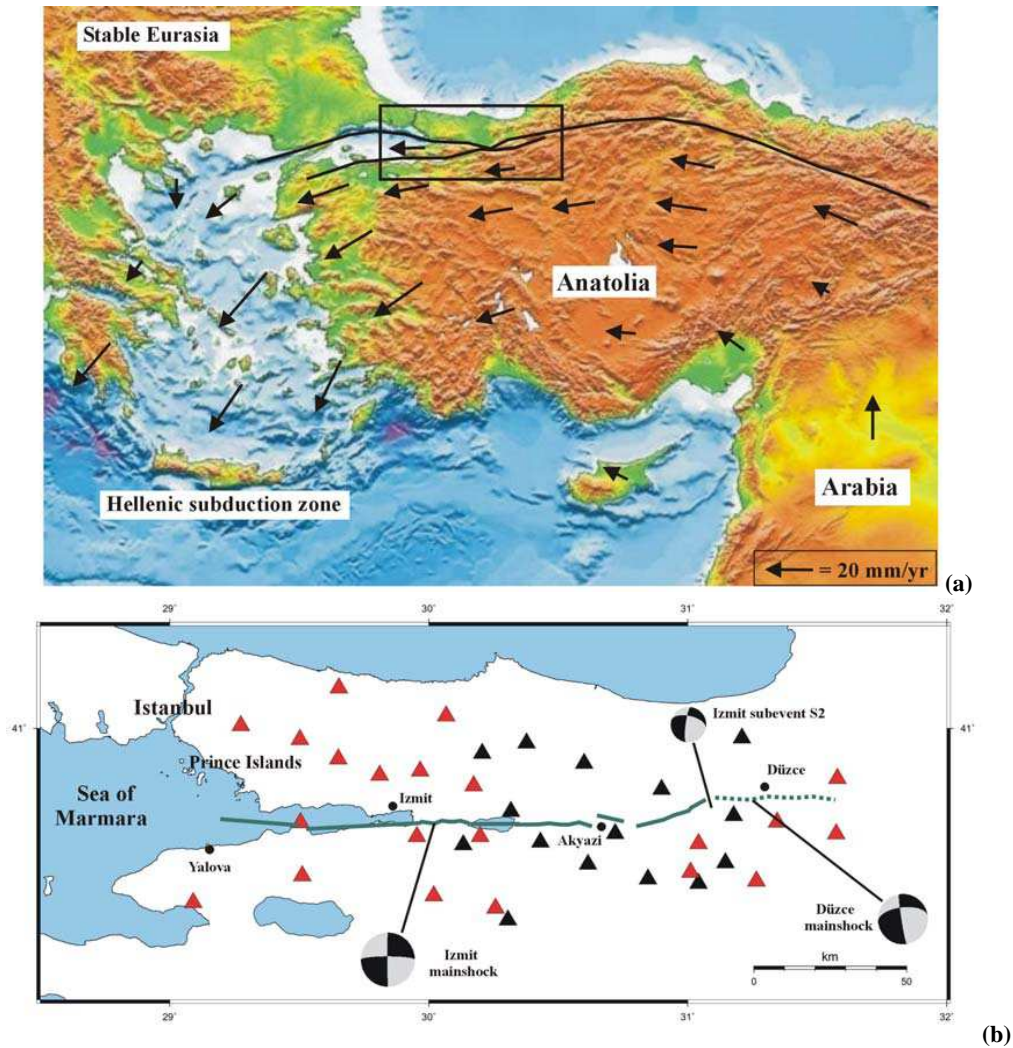 Stable Eurasia
Anatolia
Arabia
Hellenic subduction zone
= 20 mm/yr
(a)
29°
30°
31°
32°
Izmit subevent S2
Istanbul
41°
41°
Prince Islands
Düzce
Sea of
Marmara
Izmit
Akyazi
Yalova
Izmit
mainshock
Düzce
mainshock
km
0
50
29°
30°
31°
32°
(b)